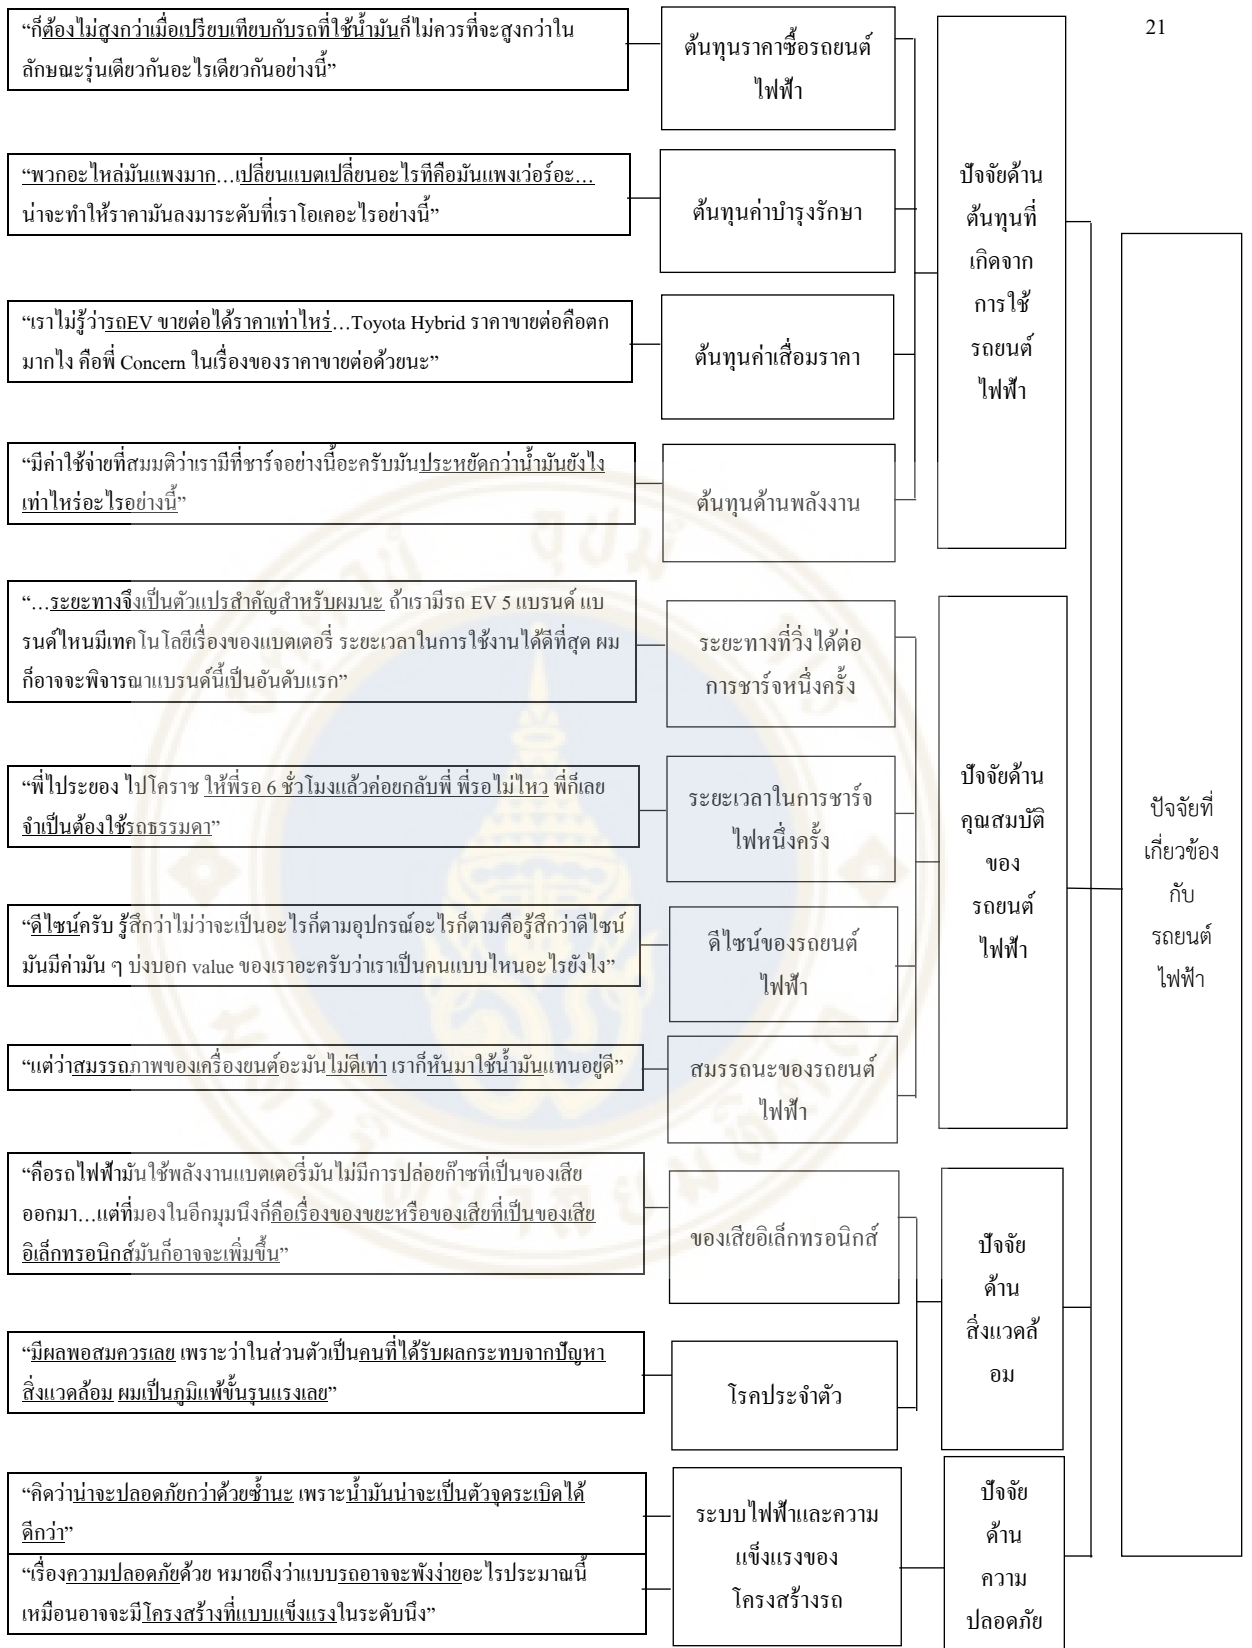 21
“ก็ต้องไม่สูงกว่าเมื่อเปรียบเทียบกับรถที่ใช้น้ำมันก็ไม่ควรที่จะสูงกว่าใน
ลักษณะรุ่นเดียวกันอะไรเดียวกันอย่างนี้”
ต้นทุนราคาซื้อรถยนต์
ไฟฟ้า
“พวกอะไหล่มันแพงมาก…เปลี่ยนแบตเปลี่ยนอะไรทีคือมันแพงเว่อร์อะ…
น่าจะทำให้ราคามันลงมาระดับที่เราโอเคอะไรอย่างนี้”
ต้นทุนค่าบำรุงรักษา
“เราไม่รู้ว่ารถEV ขายต่อได้ราคาเท่าไหร่…Toyota Hybrid ราคาขายต่อคือตก
มากไง คือพี่ Concern ในเรื่องของราคาขายต่อด้วยนะ”
ต้นทุนค่าเสื่อมราคา
“มีค่าใช้จ่ายที่สมมติว่าเรามีที่ชาร์จอย่างนี้อะครับมันประหยัดกว่าน้ำมันยังไง
เท่าไหร่อะไรอย่างนี้”
ต้นทุนด้านพลังงาน
ปัจจัยด้าน
ต้นทุนที่
เกิดจาก
การใช้
รถยนต์
ไฟฟ้า
“…ระยะทางจึงเป็นตัวแปรสำคัญสำหรับผมนะ ถ้าเรามีรถ EV 5 แบรนด์ แบ
รนด์ไหนมีเทคโนโลยีเรื่องของแบตเตอรี่ ระยะเวลาในการใช้งานได้ดีที่สุด ผม
ก็อาจจะพิจารณาแบรนด์นี้เป็นอันดับแรก”
ระยะทางที่วิ่งได้ต่อ
การชาร์จหนึ่งครั้ง
“พี่ไประยอง ไปโคราช ให้พี่รอ 6 ชั่วโมงแล้วค่อยกลับพี่ พี่รอไม่ไหว พี่ก็เลย
จำเป็นต้องใช้รถธรรมดา”
ระยะเวลาในการชาร์จ
ไฟหนึ่งครั้ง
“ดีไซน์ครับ รู้สึกว่าไม่ว่าจะเป็นอะไรก็ตามอุปกรณ์อะไรก็ตามคือรู้สึกว่าดีไซน์
มันมีค่ามัน ๆ บ่งบอก value ของเราอะครับว่าเราเป็นคนแบบไหนอะไรยังไง”
ดีไซน์ของรถยนต์
ไฟฟ้า
“แต่ว่าสมรรถภาพของเครื่องยนต์อะมันไม่ดีเท่า เราก็หันมาใช้น้ำมันแทนอยู่ดี”
สมรรถนะของรถยนต์
ไฟฟ้า
ปัจจัยด้าน
คุณสมบัติ
ของ
รถยนต์
ไฟฟ้า
“คือรถไฟฟ้ามันใช้พลังงานแบตเตอรี่มันไม่มีการปล่อยก๊าซที่เป็นของเสีย
ออกมา…แต่ที่มองในอีกมุมนึงก็คือเรื่องของขยะหรือของเสียที่เป็นของเสีย
อิเล็กทรอนิกส์มันก็อาจจะเพิ่มขึ้น”
ของเสียอิเล็กทรอนิกส์
“มีผลพอสมควรเลย เพราะว่าในส่วนตัวเป็นคนที่ได้รับผลกระทบจากปัญหา
สิ่งแวดล้อม ผมเป็นภูมิแพ้ขั้นรุนแรงเลย”
โรคประจำตัว
ปัจจัย
ด้าน
สิ่งแวดล้
อม
“คิดว่าน่าจะปลอดภัยกว่าด้วยซ้ำนะ เพราะน้ำมันน่าจะเป็นตัวจุดระเบิดได้
ดีกว่า”
“เรื่องความปลอดภัยด้วย หมายถึงว่าแบบรถอาจจะพังง่ายอะไรประมาณนี้
เหมือนอาจจะมีโครงสร้างที่แบบแข็งแรงในระดับนึง”
ระบบไฟฟ้าและความ
แข็งแรงของ
โครงสร้างรถ
ปัจจัย
ด้าน
ความ
ปลอดภัย
ปัจจัยที่
เกี่ยวข้อง
กับ
รถยนต์
ไฟฟ้า